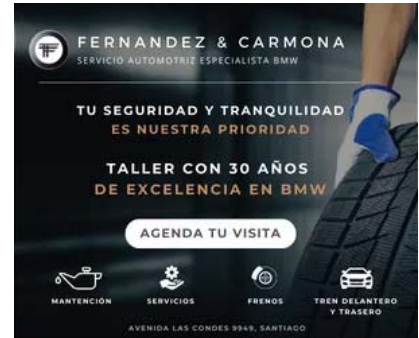 FERNANDEZ & CARMONA
SERVICIO AUTOMOTRIZ ESPECIALISTA BMW
TU SEGURIDAD Y TRANQUILIDAD
ES NUESTRA PRIORIDAD
TALLER CON 30 AÑOS
DE EXCELENCIA EN BMW
AGENDA TU VISITA
MANTENCIÓN
SERVICIOS
FRENOS
TREN DELANTERO
Y TRASERO
AVENIDA LAS CONDES 9949, SANTIAGO